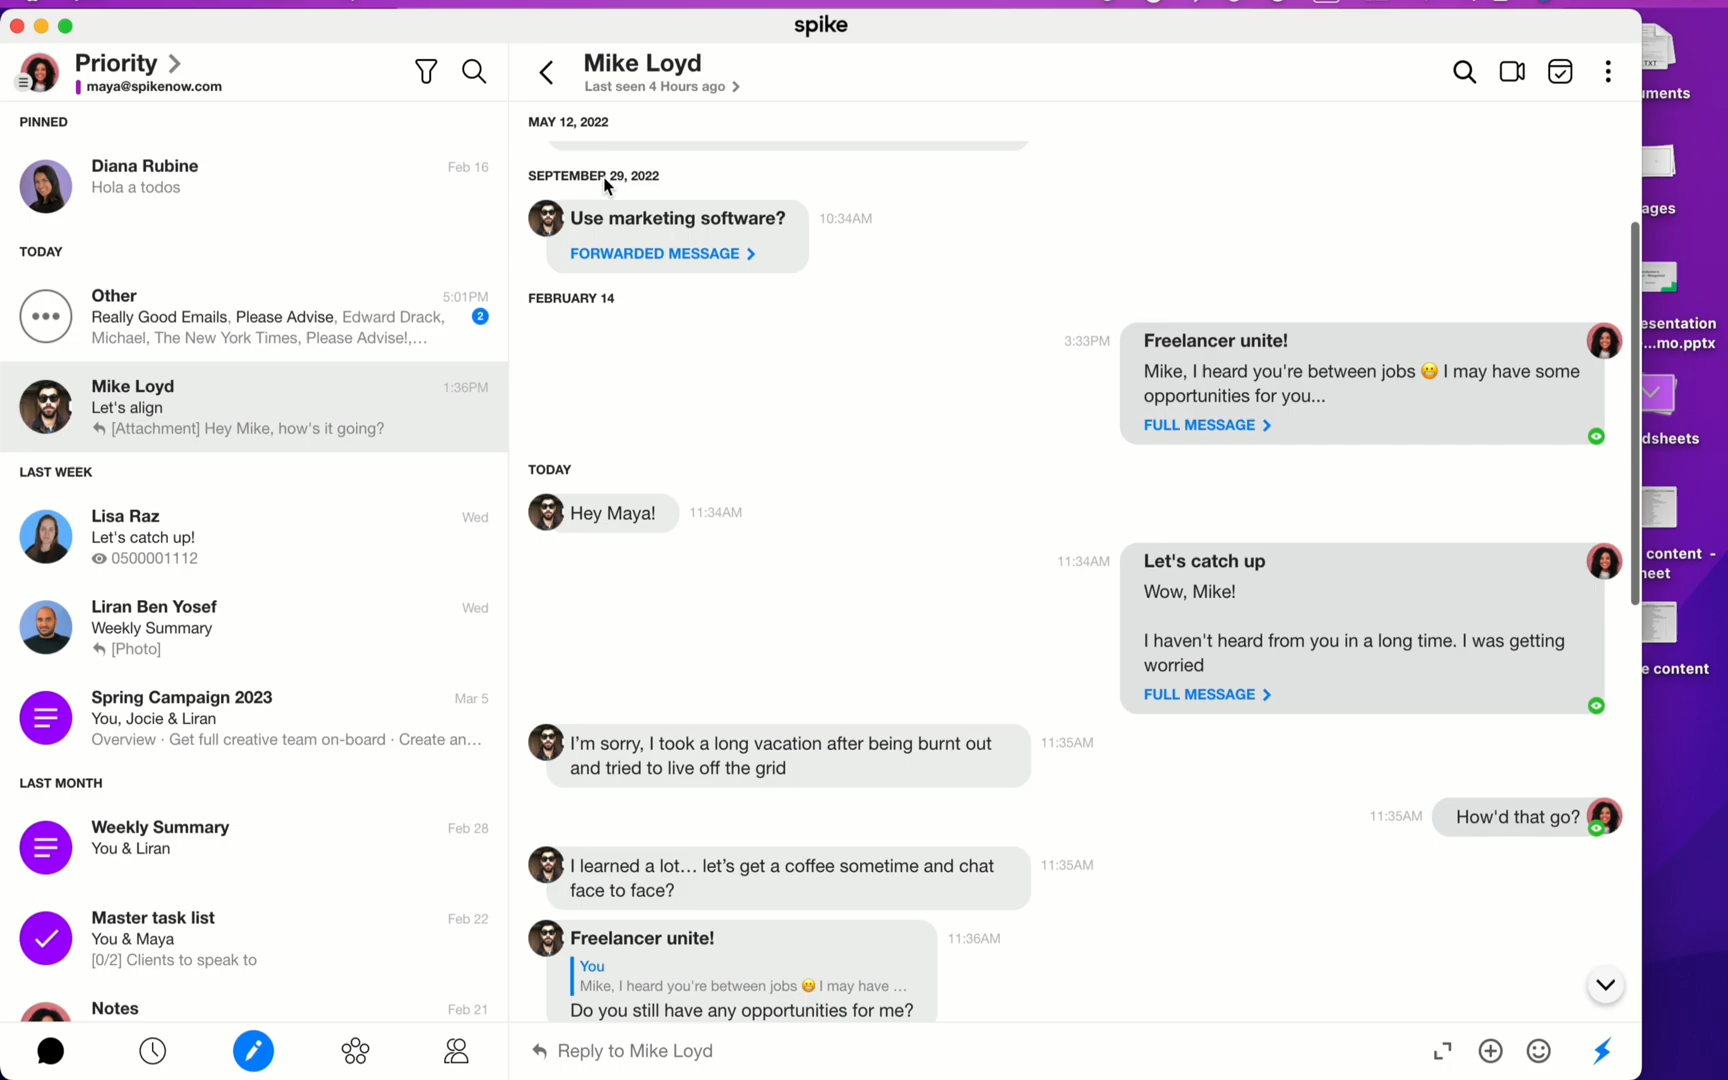 spike
Priority
maya@spikenow.com
PINNED
Diana Rubine
Feb 16
Hola a todos
TODAY
Other
5:01PM
Really Good Emails, Please Advise, Edward Drack,
2
Michael, The New York Times, Please Advise!,...
Mike Loyd
1:36PM
Let's align
[Attachment] Hey Mike, how's it going?
LAST WEEK
Lisa Raz
Wed
Let's catch up!
0500001112
Liran Ben Yosef
Wed
Weekly Summary
[Photo]
Spring Campaign 2023
Mar 5
You, Jocie & Liran
Overview · Get full creative team on-board · Create an...
LAST MONTH
Weekly Summary
Feb 28
You & Liran
Master task list
Feb 22
You & Maya
[0/2] Clients to speak to
Notes
Feb 21
Mike Loyd
Last seen 4 Hours ago
MAY 12, 2022
SEPTEMBER 29, 2022
Use marketing software?
10:34AM
FORWARDED MESSAGE
FEBRUARY 14
3:33PM
Freelancer unite!
Mike, I heard you're between jobs 😬 I may have some
opportunities for you...
FULL MESSAGE
TODAY
Hey Maya!
11:34AM
11:34AM
Let's catch up
Wow, Mike!
I haven't heard from you in a long time. I was getting
worried
FULL MESSAGE
I'm sorry, I took a long vacation after being burnt out
and tried to live off the grid
11:35AM
11:35AM
How'd that go?
I learned a lot... let's get a coffee sometime and chat
face to face?
11:35AM
Freelancer unite!
11:36AM
You
Mike, I heard you're between jobs 😬 I may have ...
Do you still have any opportunities for me?
Reply to Mike Loyd
.TXT
uments
ages
esentation
...mo.pptx
dsheets
content -
heet
e content